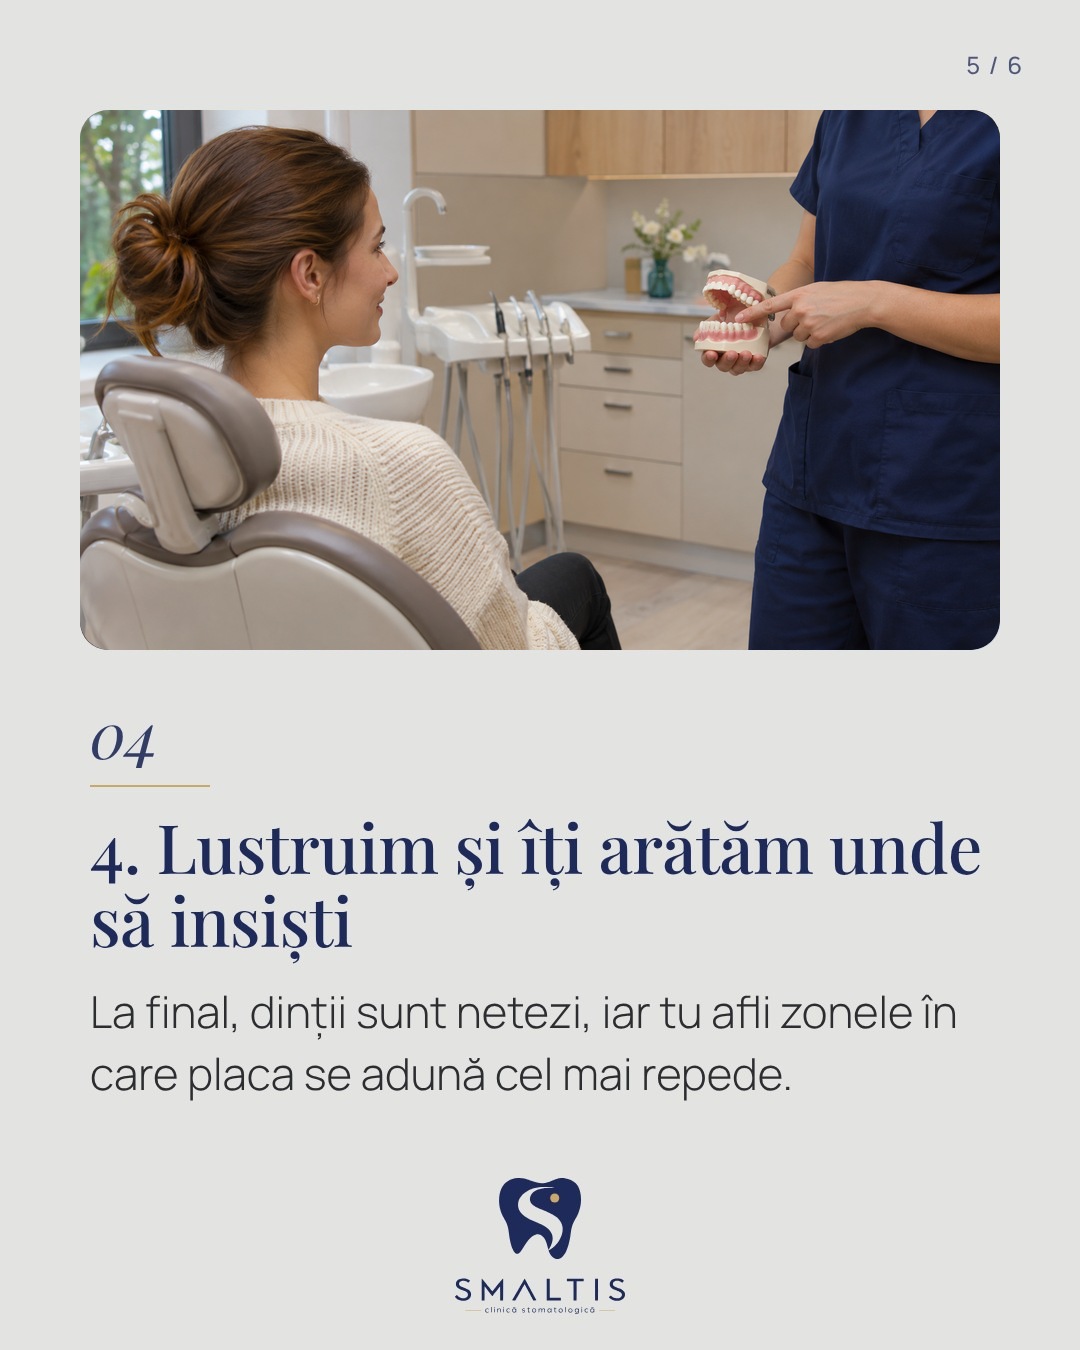 5 / 6
04
4. Lustruim și îți arătăm unde
să insiști
La final, dinții sunt netezi, iar tu afli zonele în
care placa se adună cel mai repede.
SMALTIS
clinică stomatologică